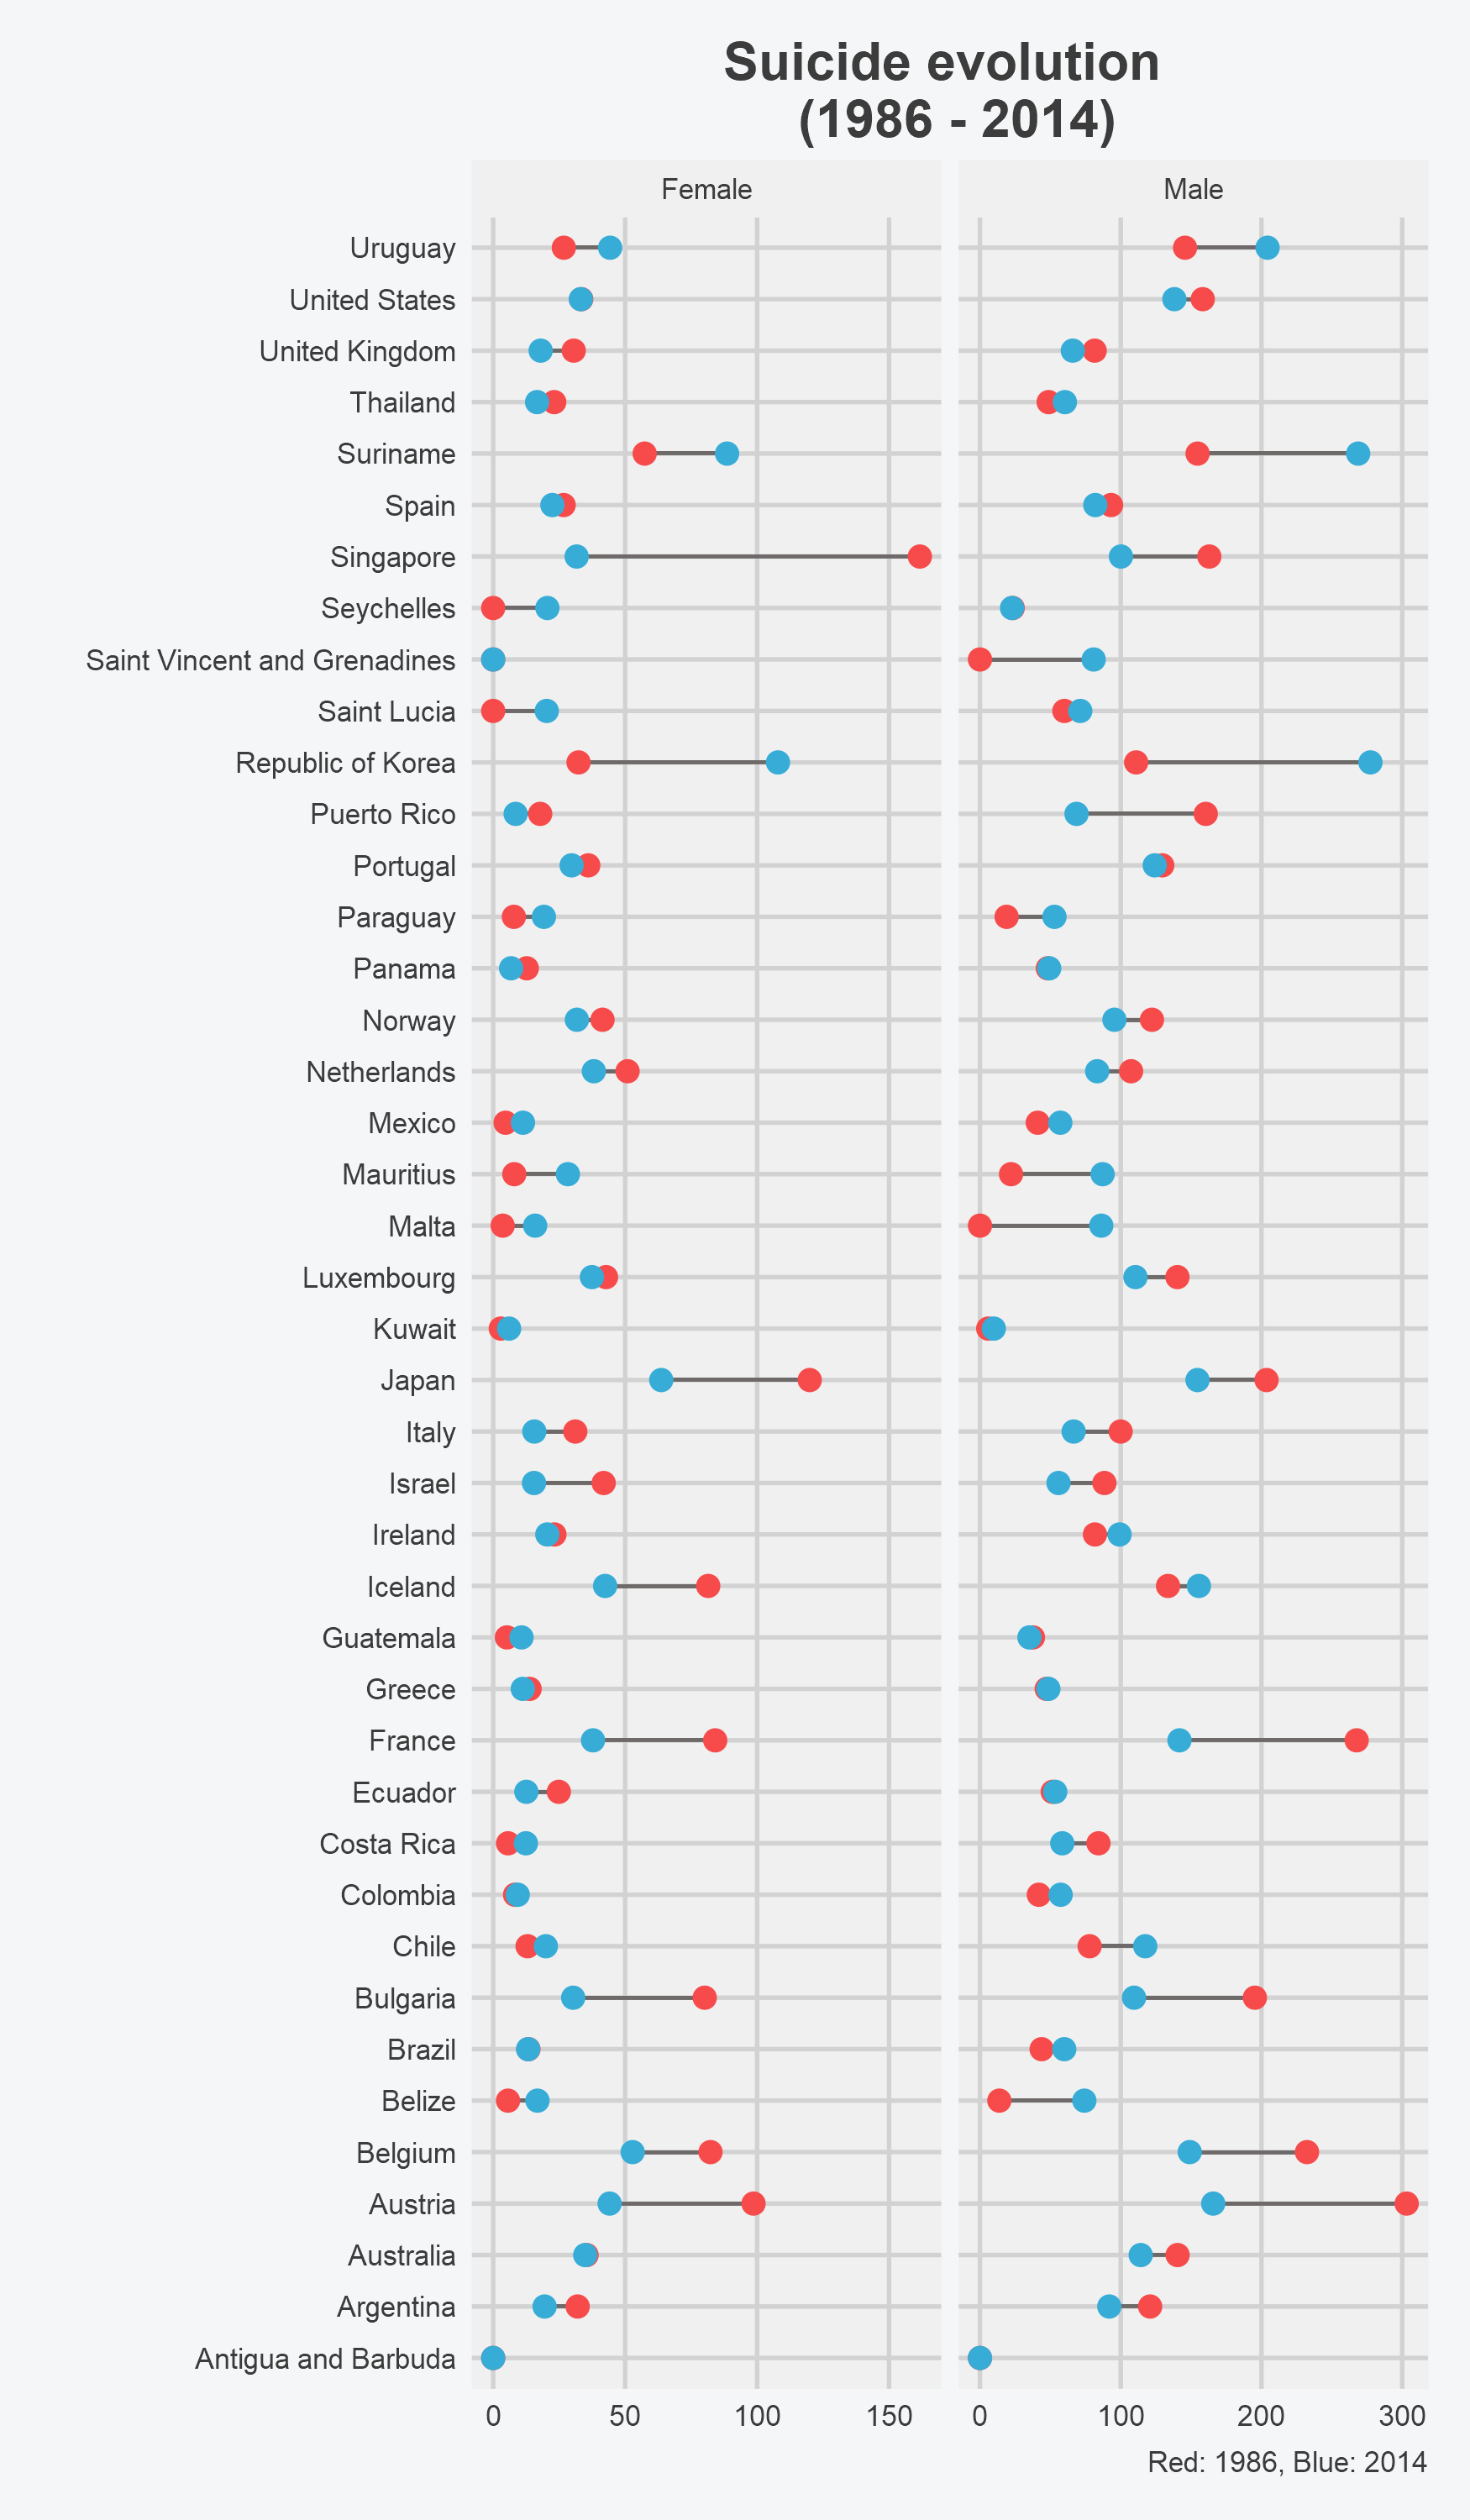 Suicide evolution
(1986 - 2014)
Female
Male
Uruguay
United States
United Kingdom
Thailand
Suriname
Spain
Singapore
Seychelles
Saint Vincent and Grenadines
Saint Lucia
Republic of Korea
Puerto Rico
Portugal
Paraguay
Panama
Norway
Netherlands
Mexico
Mauritius
Malta
Luxembourg
Kuwait
Japan
Italy
Israel
Ireland
Iceland
Guatemala
Greece
France
Ecuador
Costa Rica
Colombia
Chile
Bulgaria
Brazil
Belize
Belgium
Austria
Australia
Argentina
Antigua and Barbuda
0 50 100 150 0 100 200 300
Red: 1986, Blue: 2014